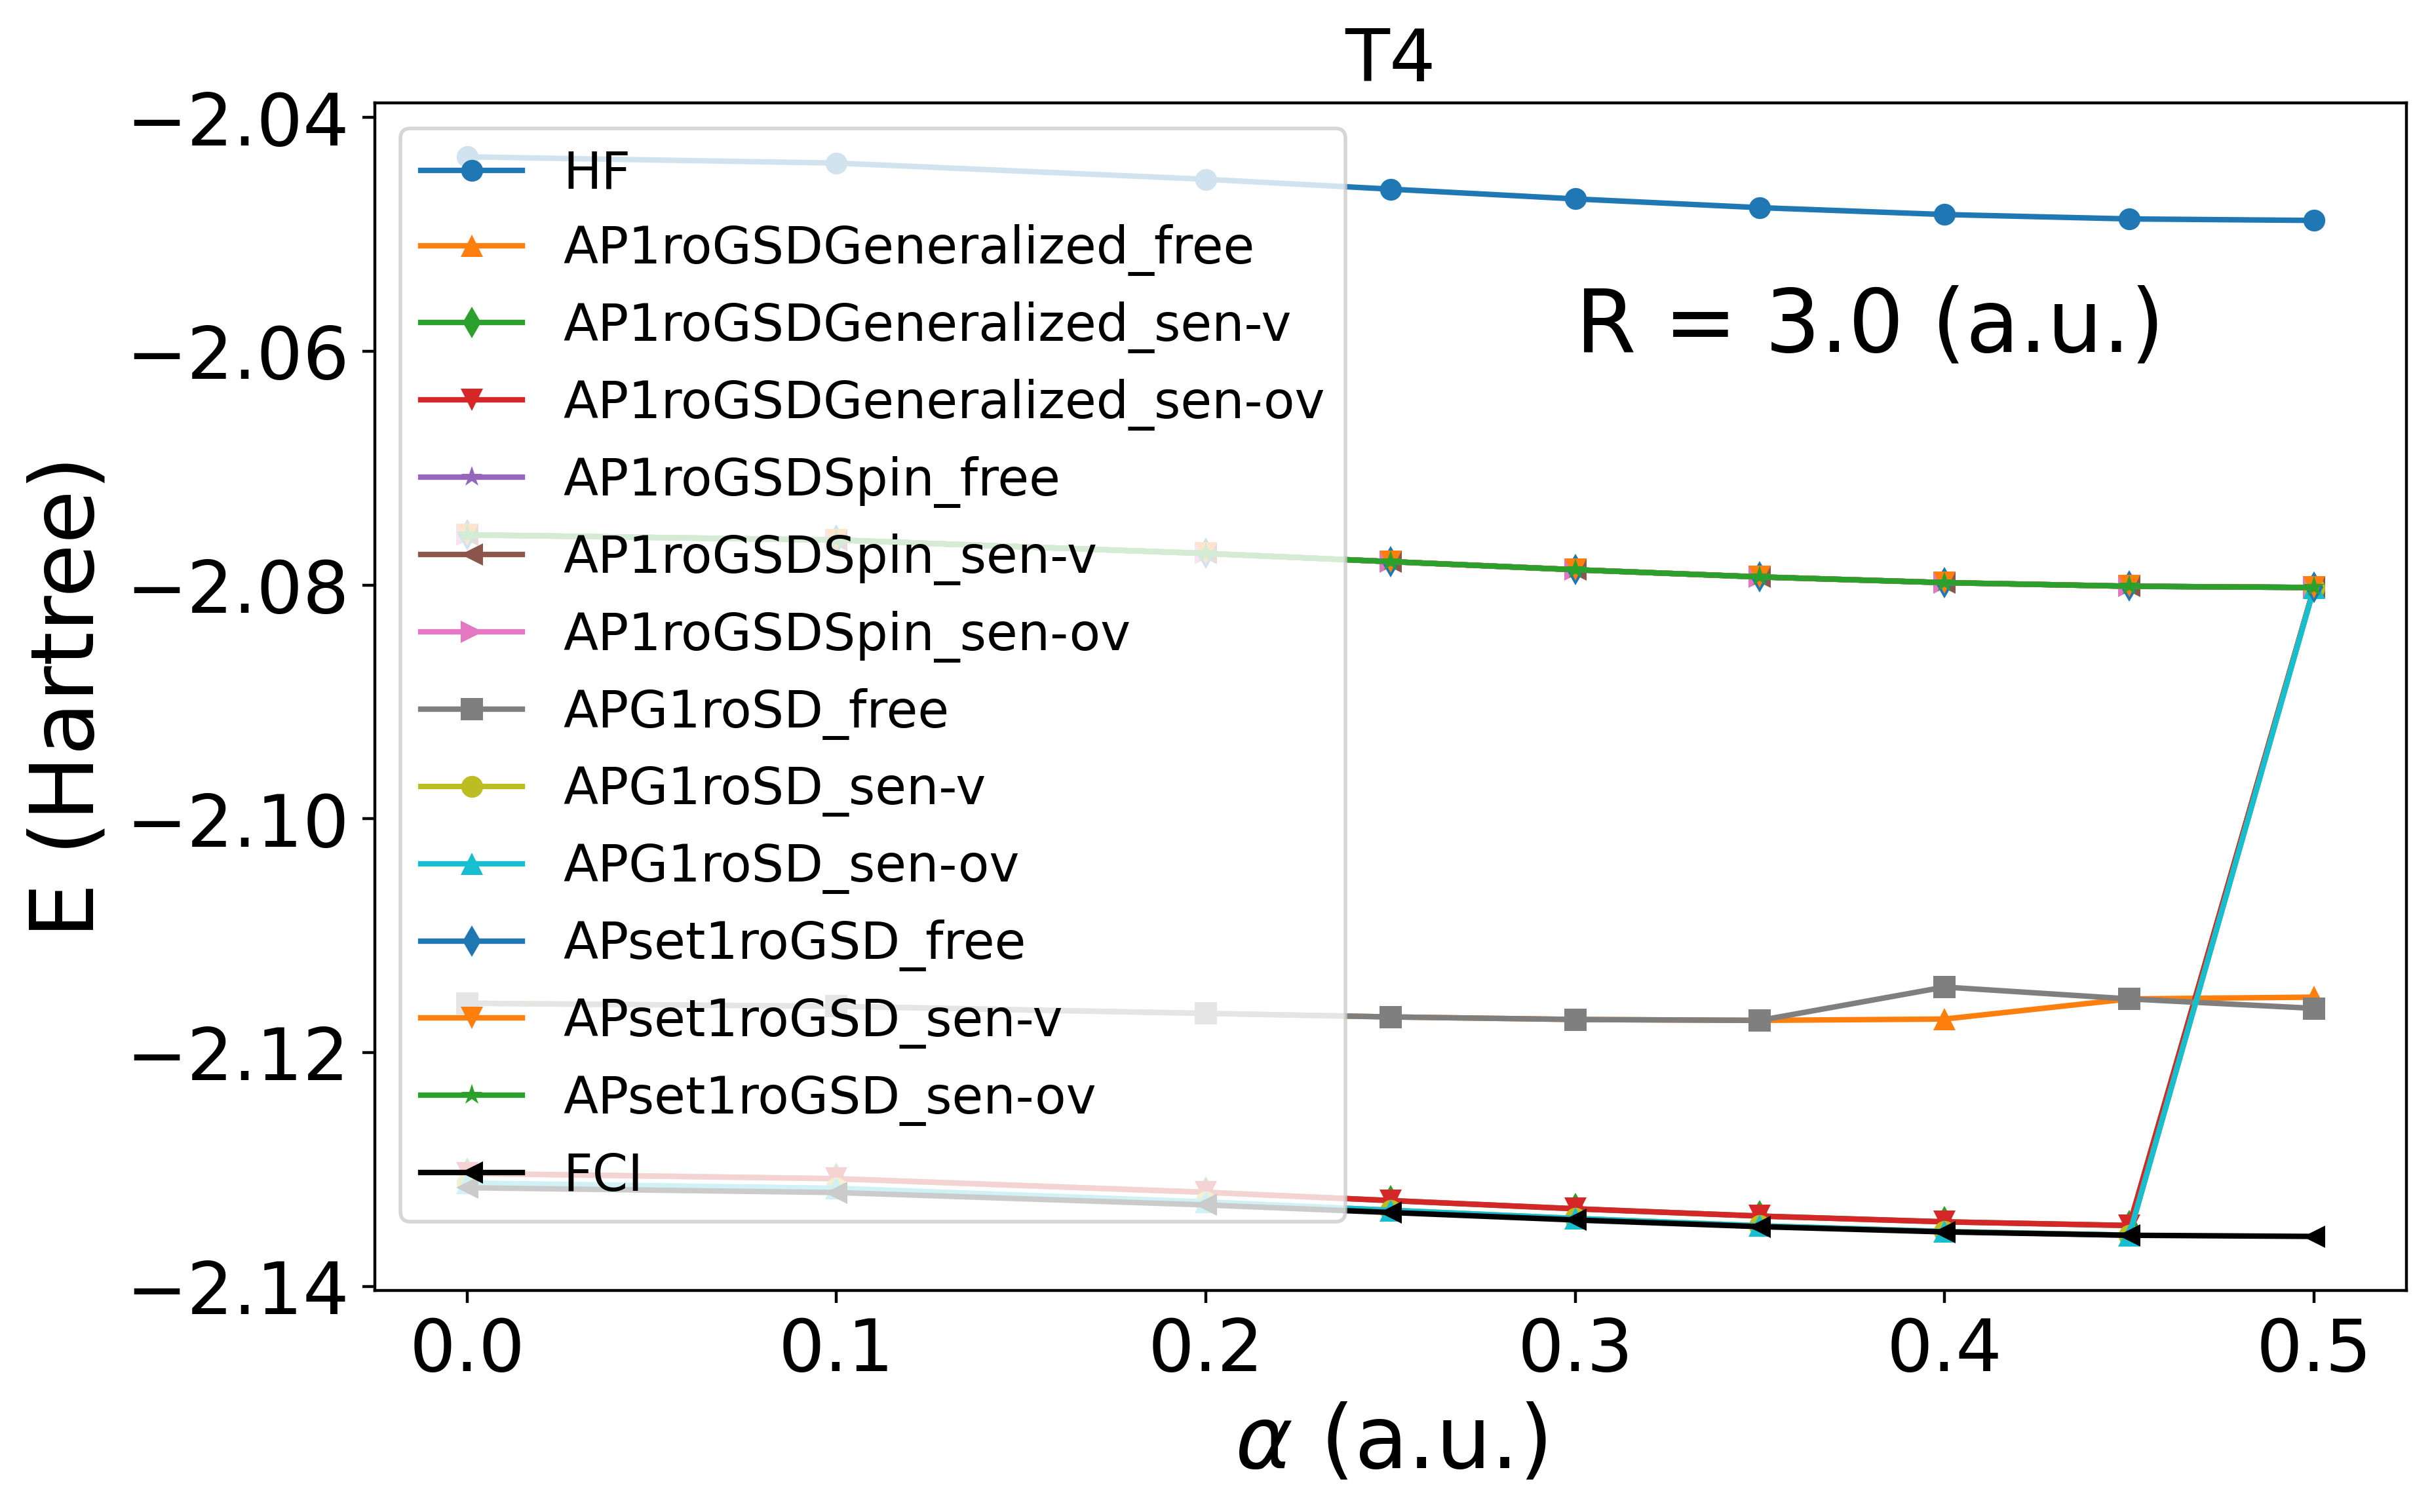 T4
−2.04
−2.06
−2.08
−2.10
−2.12
−2.14
E (Hartree)
HF
AP1roGSDGeneralized_free
AP1roGSDGeneralized_sen-v
AP1roGSDGeneralized_sen-ov
AP1roGSDSpin_free
AP1roGSDSpin_sen-v
AP1roGSDSpin_sen-ov
APG1roSD_free
APG1roSD_sen-v
APG1roSD_sen-ov
APset1roGSD_free
APset1roGSD_sen-v
APset1roGSD_sen-ov
FCI
R = 3.0 (a.u.)
0.0 0.1 0.2 0.3 0.4 0.5
α (a.u.)